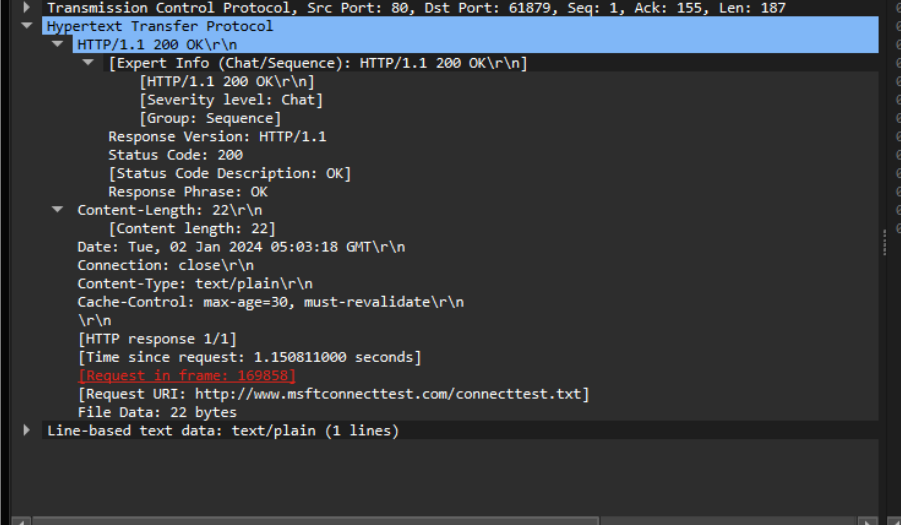 Transmission Control Protocol, Src Port: 80, Dst Port: 61879, Seq: 1, Ack: 155, Len: 187
Hypertext Transfer Protocol
HTTP/1.1 200 OK\r\n
[Expert Info (Chat/Sequence): HTTP/1.1 200 OK\r\n]
[HTTP/1.1 200 OK\r\n]
[Severity level: Chat]
[Group: Sequence]
Response Version: HTTP/1.1
Status Code: 200
[Status Code Description: OK]
Response Phrase: OK
Content-Length: 22\r\n
[Content length: 22]
Date: Tue, 02 Jan 2024 05:03:18 GMT\r\n
Connection: close\r\n
Content-Type: text/plain\r\n
Cache-Control: max-age=30, must-revalidate\r\n
\r\n
[HTTP response 1/1]
[Time since request: 1.150811000 seconds]
[Request in frame: 169858]
[Request URI: http://www.msftconnecttest.com/connecttest.txt]
File Data: 22 bytes
Line-based text data: text/plain (1 lines)